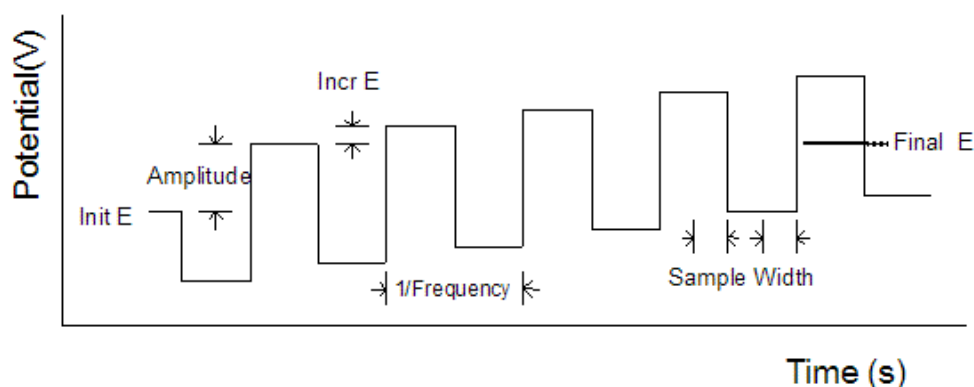 Potential(V)
Incr E
Amplitude
Init E
Final E
1/Frequency
Sample Width
Time (s)